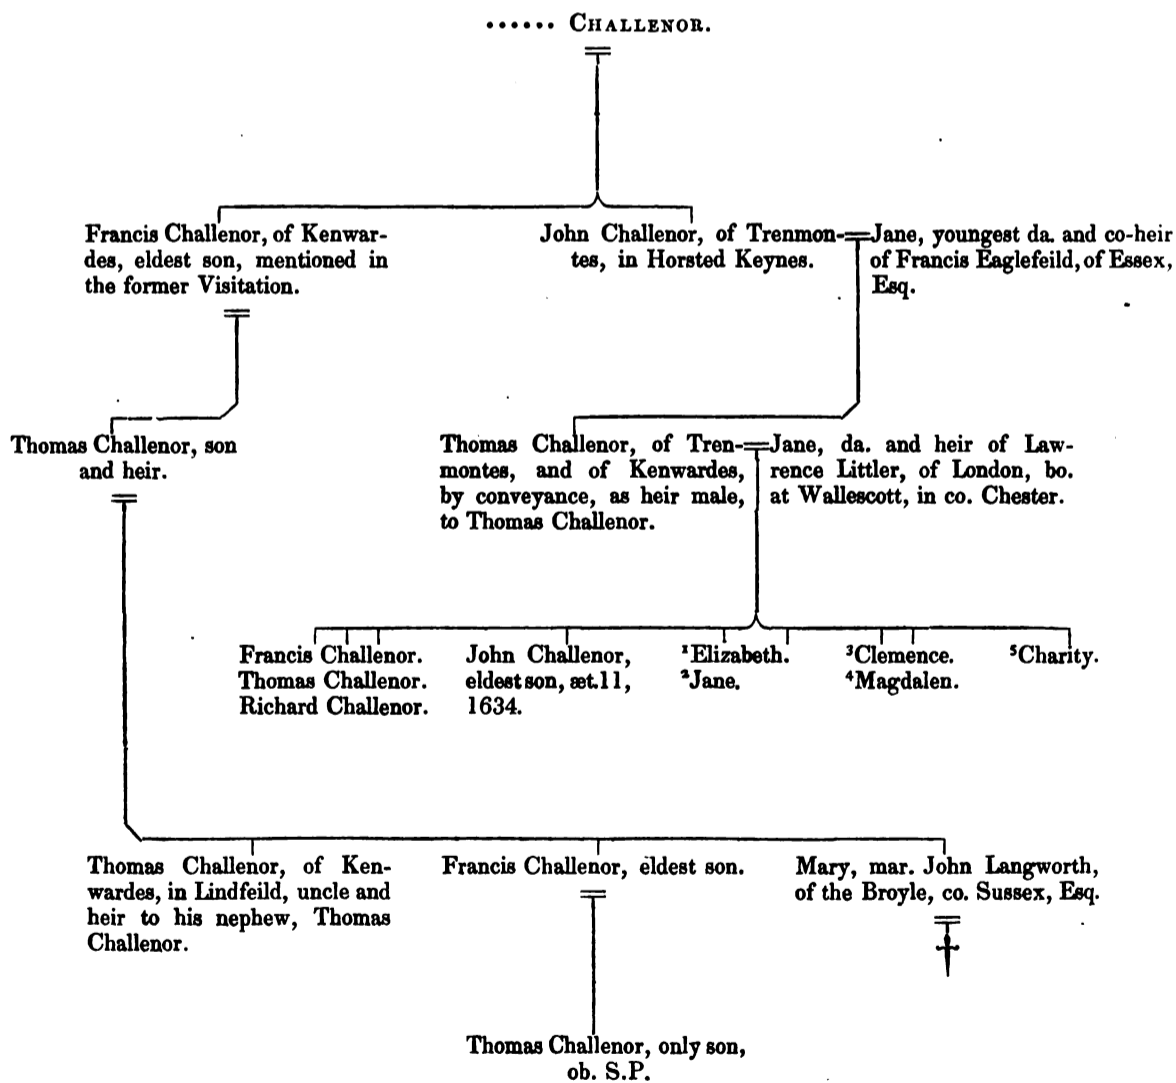 ...... CHALLENOR.
Francis Challenor, of Kenwar-
des, eldest son, mentioned in
the former Visitation.
John Challenor, of Trenmon-
tes, in Horsted Keynes.
Jane, youngest da. and co-heir
of Francis Eaglefeild, of Essex,
Esq.
Thomas Challenor, son
and heir.
Thomas Challenor, of Tren-
montes, and of Kenwardes,
by conveyance, as heir male,
to Thomas Challenor.
Jane, da. and heir of Law-
rence Littler, of London, bo.
at Wallescott, in co. Chester.
Francis Challenor.
Thomas Challenor.
Richard Challenor.
John Challenor,
eldest son, æt. 11,
1634.
¹Elizabeth.
²Jane.
³Clemence.
⁴Magdalen.
⁵Charity.
Thomas Challenor, of Ken-
wardes, in Lindfeild, uncle and
heir to his nephew, Thomas
Challenor.
Francis Challenor, eldest son.
Mary, mar. John Langworth,
of the Broyle, co. Sussex, Esq.
Thomas Challenor, only son,
ob. S.P.